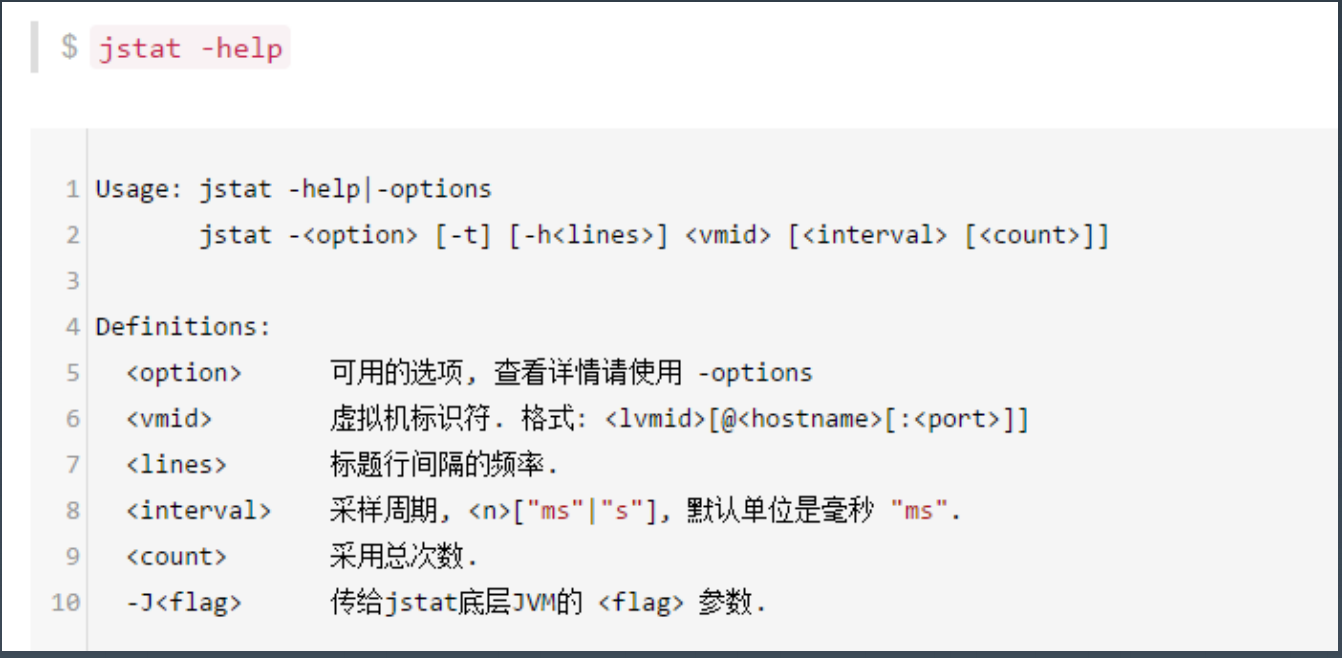 $ jstat -help
1 Usage: jstat -help|-options
2 jstat -<option> [-t] [-h<lines>] <vmid> [<interval> [<count>]]
3
4 Definitions:
5 <option> 可用的选项, 查看详情请使用 -options
6 <vmid> 虚拟机标识符. 格式: <lvmid>[@<hostname>[:<port>]]
7 <lines> 标题行间隔的频率.
8 <interval> 采样周期, <n>["ms"|"s"], 默认单位是毫秒 "ms".
9 <count> 采用总次数.
10 -J<flag> 传给jstat底层JVM的 <flag> 参数.